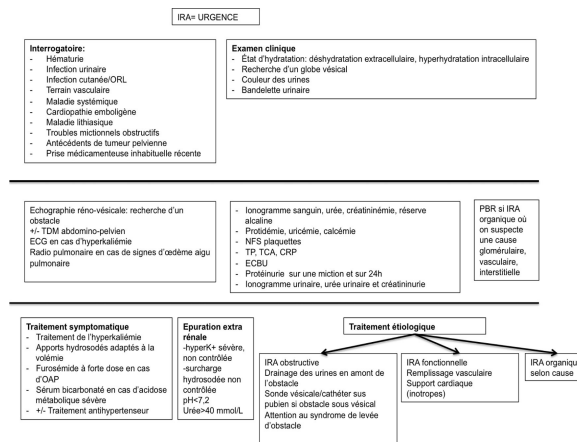 IRA= URGENCE
Interrogatoire:
- Hématurie
- Infection urinaire
- Infection cutanée/ORL
- Terrain vasculaire
- Maladie systémique
- Cardiopathie emboligène
- Maladie lithiasique
- Troubles mictionnels obstructifs
- Antécédents de tumeur pelvienne
- Prise médicamenteuse inhabituelle récente
Examen clinique
- État d'hydratation: déshydratation extracellulaire, hyperhydratation intracellulaire
- Recherche d'un globe vésical
- Couleur des urines
- Bandelette urinaire
Echographie réno-vésicale: recherche d'un
obstacle
+/- TDM abdomino-pelvien
ECG en cas d'hyperkaliémie
Radio pulmonaire en cas de signes d'œdème aigu
pulmonaire
- Ionogramme sanguin, urée, créatininémie, réserve
alcaline
- Protidémie, uricémie, calcémie
- NFS plaquettes
- TP, TCA, CRP
- ECBU
- Protéinurie sur une miction et sur 24h
- Ionogramme urinaire, urée urinaire et créatininurie
PBR si IRA
organique où
on suspecte
une cause
glomérulaire,
vasculaire,
interstitielle
Traitement symptomatique
- Traitement de l'hyperkaliémie
- Apports hydrosodés adaptés à la
volémie
- Furosémide à forte dose en cas
d'OAP
- Sérum bicarbonaté en cas d'acidose
métabolique sévère
- +/- Traitement antihypertenseur
Epuration extra
rénale
-hyperK+ sévère,
non contrôlée
-surcharge
hydrosodée non
contrôlée
pH<7,2
Urée>40 mmol/L
Traitement étiologique
IRA obstructive
Drainage des urines en amont de
l'obstacle
Sonde vésicale/cathéter sus
pubien si obstacle sous vésical
Attention au syndrome de levée
d'obstacle
IRA fonctionnelle
Remplissage vasculaire
Support cardiaque
(inotropes)
IRA organique
selon cause